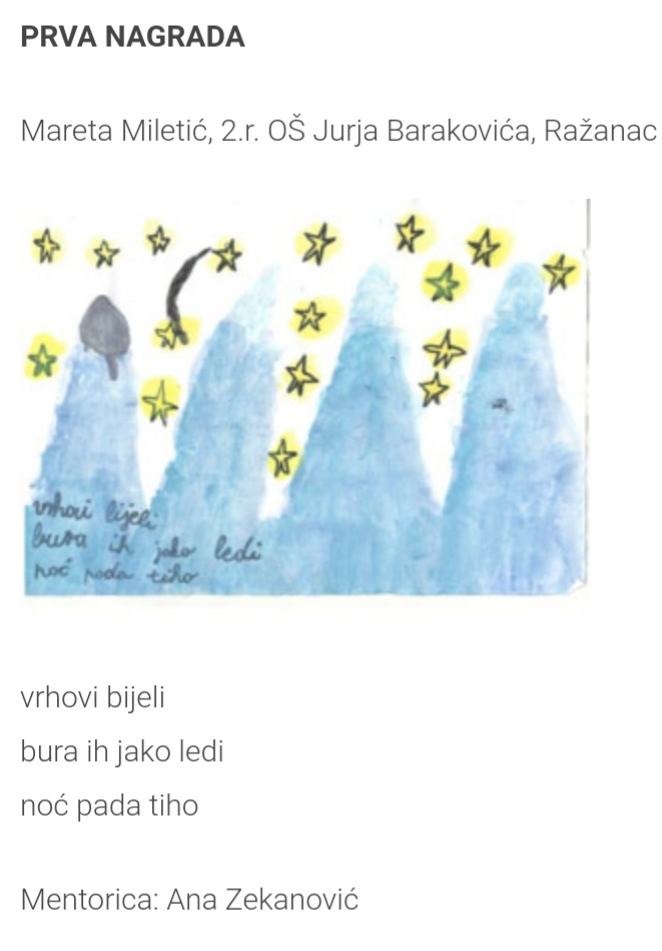 PRVA NAGRADA
Mareta Miletić, 2.r. OŠ Jurja Barakovića, Ražanac
vrhovi bijeli
bura ih jako ledi
noć pada tiho
vrhovi bijeli
bura ih jako ledi
noć pada tiho
Mentorica: Ana Zekanović